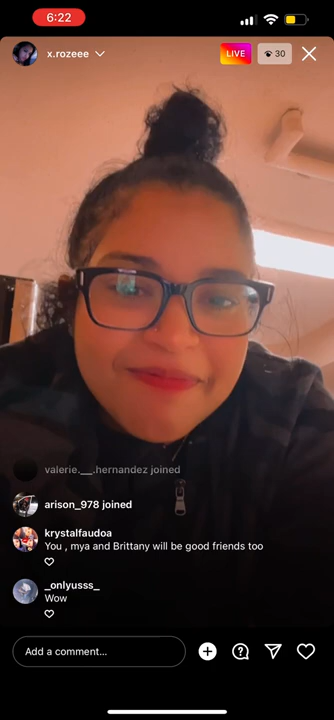 6:22
x.rozeee
LIVE
30
valerie.__.hernandez joined
arison_978 joined
krystalfaudoa
You , mya and Brittany will be good friends too
_onlyusss_
Wow
Add a comment...